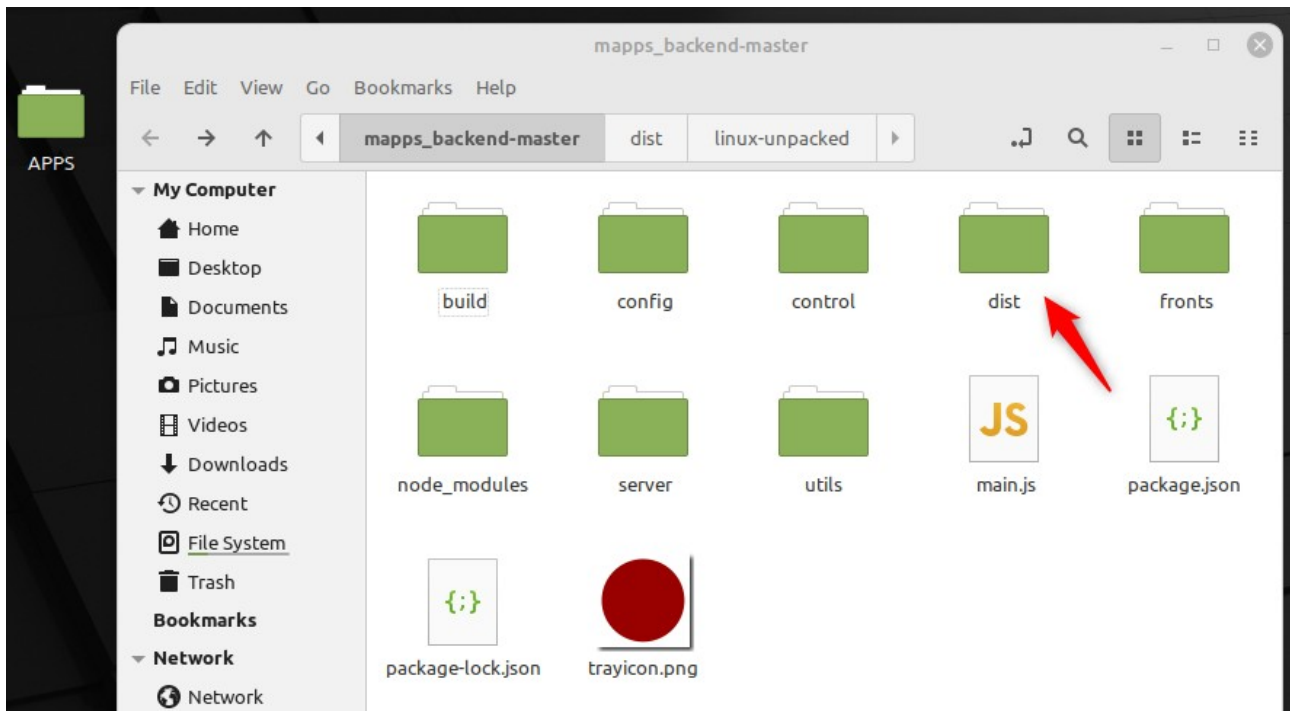 mapps_backend-master
File Edit View Go Bookmarks Help
mapps_backend-master dist linux-unpacked
APPS
My Computer
Home
Desktop
Documents
Music
Pictures
Videos
Downloads
Recent
File System
Trash
Bookmarks
Network
Network
build config control dist fronts
JS {;}
node_modules server utils main.js package.json
{;}
package-lock.json trayicon.png